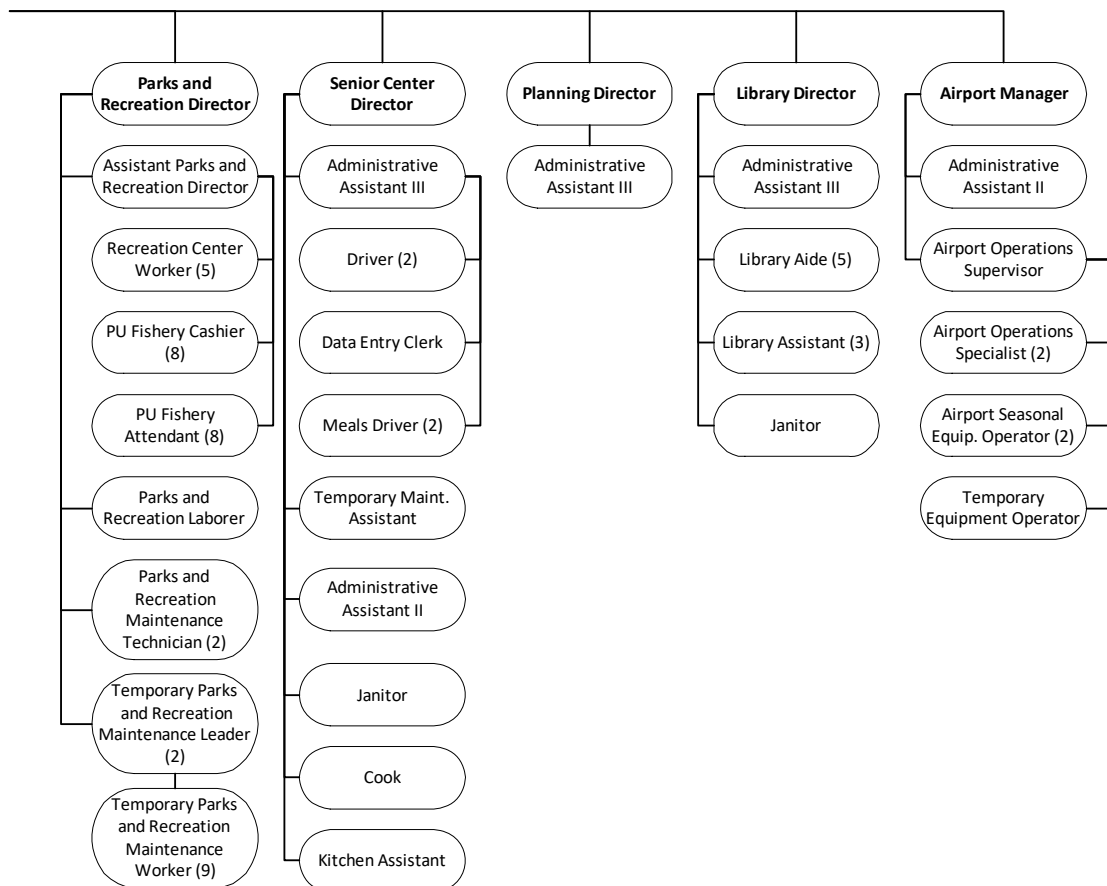 Parks and
Recreation Director
Assistant Parks and
Recreation Director
Recreation Center
Worker (5)
PU Fishery Cashier
(8)
PU Fishery
Attendant (8)
Parks and
Recreation Laborer
Parks and
Recreation
Maintenance
Technician (2)
Temporary Parks
and Recreation
Maintenance Leader
(2)
Temporary Parks
and Recreation
Maintenance
Worker (9)
Senior Center
Director
Administrative
Assistant III
Driver (2)
Data Entry Clerk
Meals Driver (2)
Temporary Maint.
Assistant
Administrative
Assistant II
Janitor
Cook
Kitchen Assistant
Planning Director
Administrative
Assistant III
Library Director
Administrative
Assistant III
Library Aide (5)
Library Assistant (3)
Janitor
Airport Manager
Administrative
Assistant II
Airport Operations
Supervisor
Airport Operations
Specialist (2)
Airport Seasonal
Equip. Operator (2)
Temporary
Equipment Operator